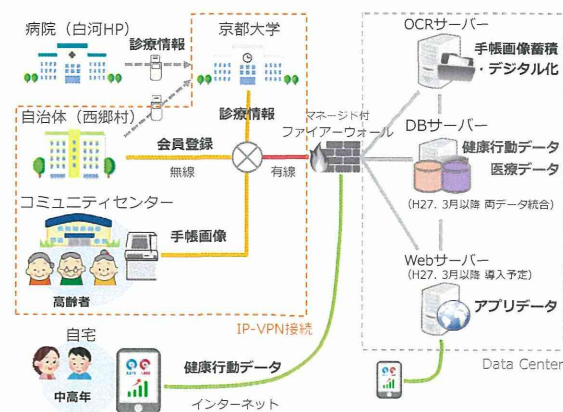 病院（白河HP）
診療情報
京都大学
診療情報
自治体（西郷村）
会員登録
無線
有線
マネージド付
ファイアーウォール
コミュニティセンター
手帳画像
高齢者
IP-VPN接続
自宅
中高年
健康行動データ
インターネット
OCRサーバー
手帳画像蓄積
・デジタル化
DBサーバー
健康行動データ
医療データ
(H27. 3月以降 両データ統合)
Webサーバー
(H27. 3月以降 導入予定)
アプリデータ
Data Center